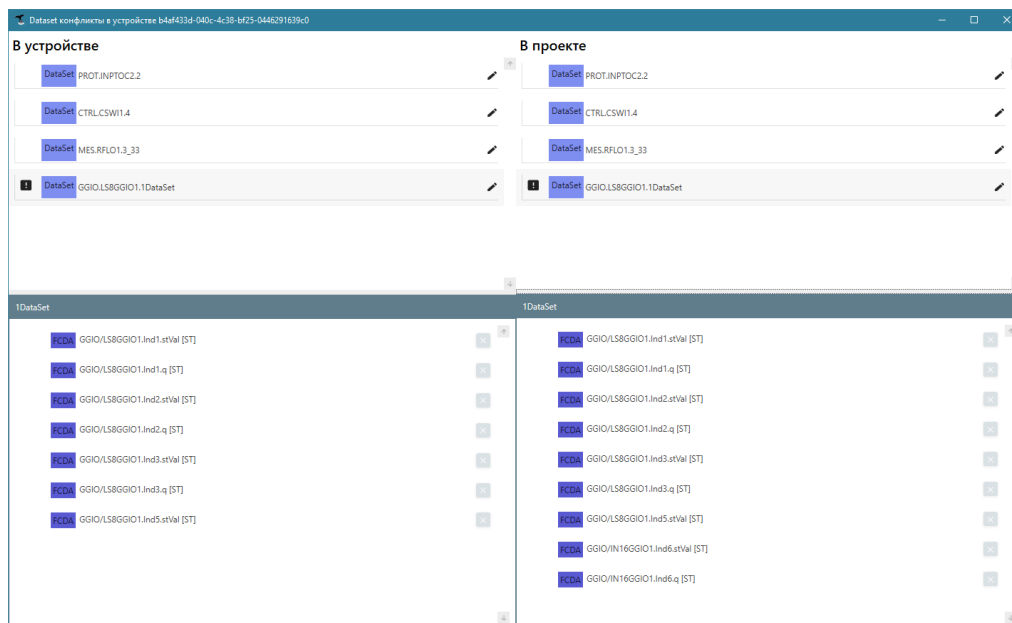 Dataset конфликты в устройстве b4af433d-040c-4c38-bf25-0446291639c0
В устройстве
DataSet PROT.INPTOC2.2
DataSet CTRL.CSWI1.4
DataSet MES.RFLO1.3_33
DataSet GGIO.LS8GGIO1.1DataSet
1DataSet
FCDA GGIO/LS8GGIO1.Ind1.stVal [ST]
FCDA GGIO/LS8GGIO1.Ind1.q [ST]
FCDA GGIO/LS8GGIO1.Ind2.stVal [ST]
FCDA GGIO/LS8GGIO1.Ind2.q [ST]
FCDA GGIO/LS8GGIO1.Ind3.stVal [ST]
FCDA GGIO/LS8GGIO1.Ind3.q [ST]
FCDA GGIO/LS8GGIO1.Ind5.stVal [ST]
В проекте
DataSet PROT.INPTOC2.2
DataSet CTRL.CSWI1.4
DataSet MES.RFLO1.3_33
DataSet GGIO.LS8GGIO1.1DataSet
1DataSet
FCDA GGIO/LS8GGIO1.Ind1.stVal [ST]
FCDA GGIO/LS8GGIO1.Ind1.q [ST]
FCDA GGIO/LS8GGIO1.Ind2.stVal [ST]
FCDA GGIO/LS8GGIO1.Ind2.q [ST]
FCDA GGIO/LS8GGIO1.Ind3.stVal [ST]
FCDA GGIO/LS8GGIO1.Ind3.q [ST]
FCDA GGIO/LS8GGIO1.Ind5.stVal [ST]
FCDA GGIO/IN16GGIO1.Ind6.stVal [ST]
FCDA GGIO/IN16GGIO1.Ind6.q [ST]